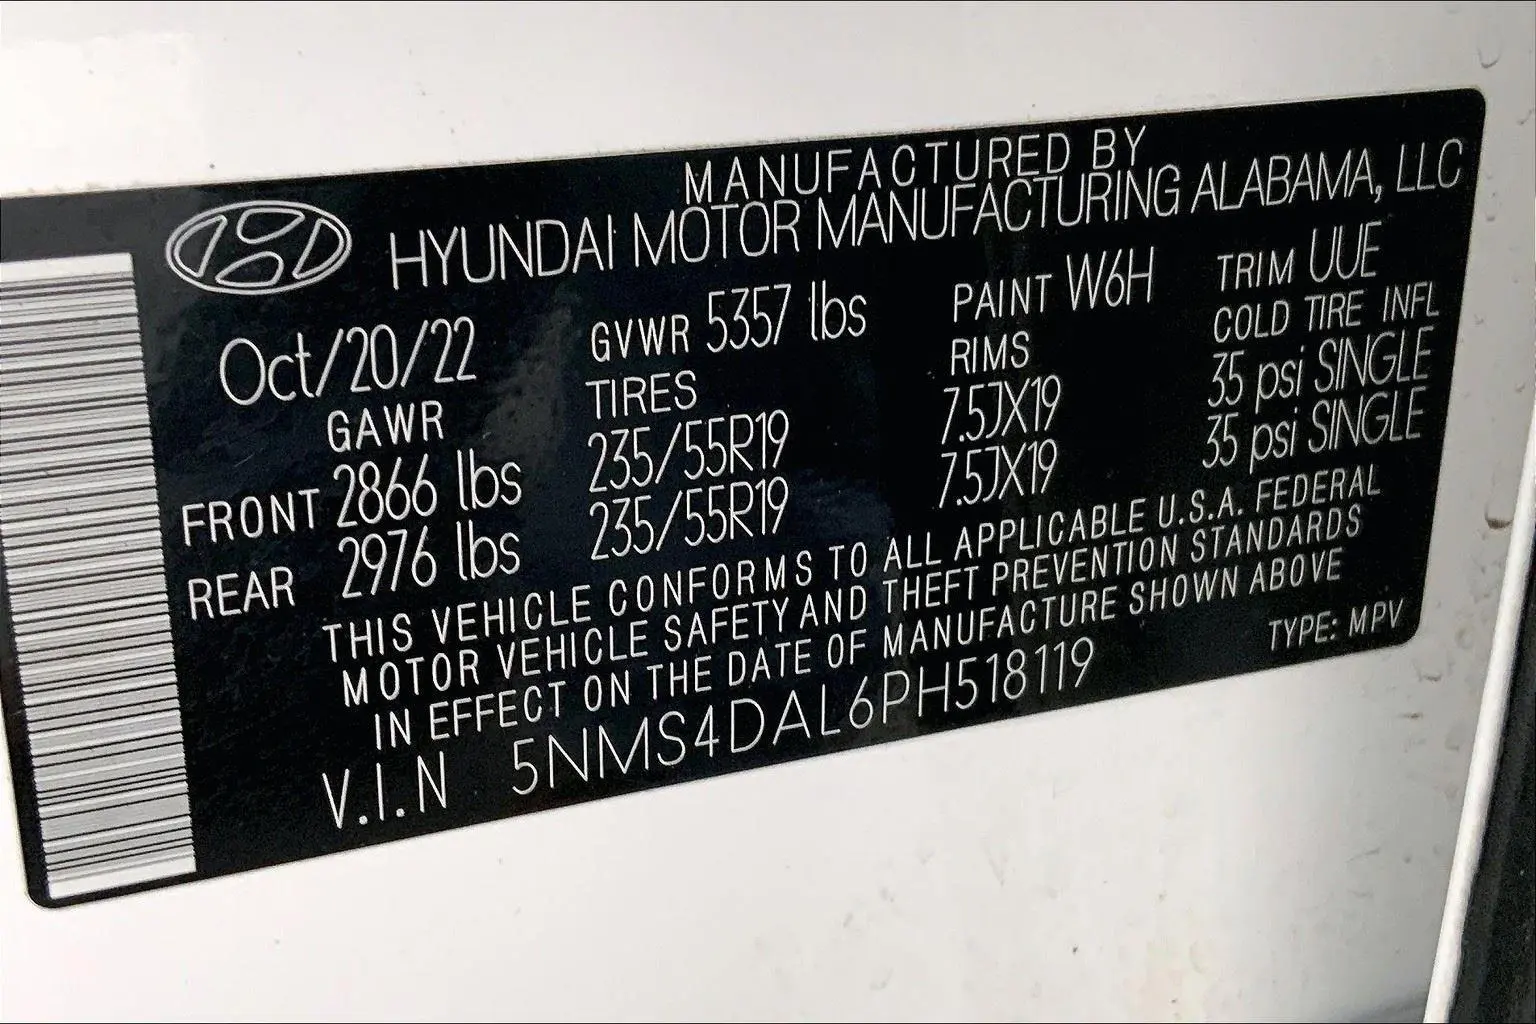 MANUFACTURED BY
HYUNDAI MOTOR MANUFACTURING ALABAMA, LLC
Oct/20/22 GVWR 5357 lbs PAINT W6H TRIM UUE
GAWR TIRES RIMS COLD TIRE INFL
FRONT 2866 lbs 235/55R19 7.5JX19 35 psi SINGLE
REAR 2976 lbs 235/55R19 7.5JX19 35 psi SINGLE
THIS VEHICLE CONFORMS TO ALL APPLICABLE U.S.A. FEDERAL
MOTOR VEHICLE SAFETY AND THEFT PREVENTION STANDARDS
IN EFFECT ON THE DATE OF MANUFACTURE SHOWN ABOVE
V.I.N 5NMS4DAL6PH518119 TYPE: MPV